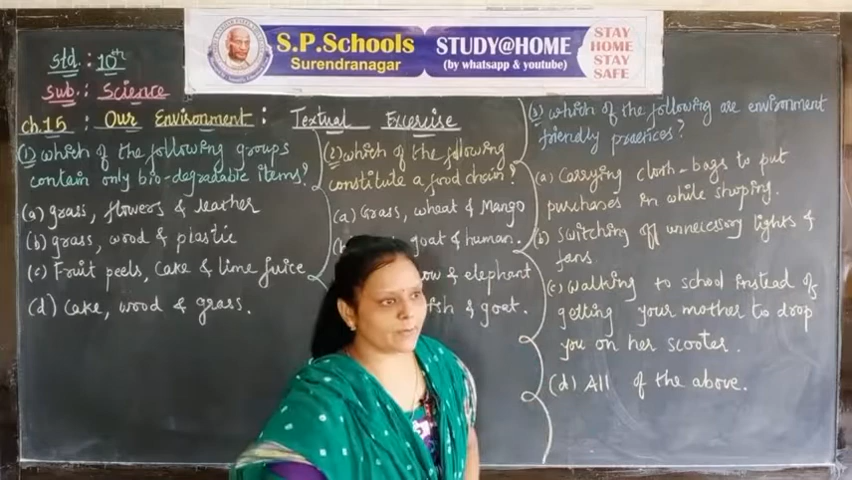 S.P.Schools
Surendranagar
STUDY@HOME
(by whatsapp & youtube)
STAY
HOME
STAY
SAFE
std. : 10th
Sub. : Science
ch.15 : Our Environment : Textual Excercise
(1) which of the following groups
contain only bio-degradable items?
(a) grass, flowers & leather
(b) grass, wood & plastic
(c) Fruit peels, cake & lime juice
(d) Cake, wood & grass.
(2) which of the following
constitute a food chain?
(a) Grass, wheat & Mango
goat & human.
& elephant
& goat.
(3) which of the following are environment
friendly practices?
(a) Carrying cloth-bags to put
purchases in while shoping.
(b) Switching off unnecessary lights &
fans.
(c) Walking to school instead of
getting your mother to drop
you on her scooter.
(d) All of the above.